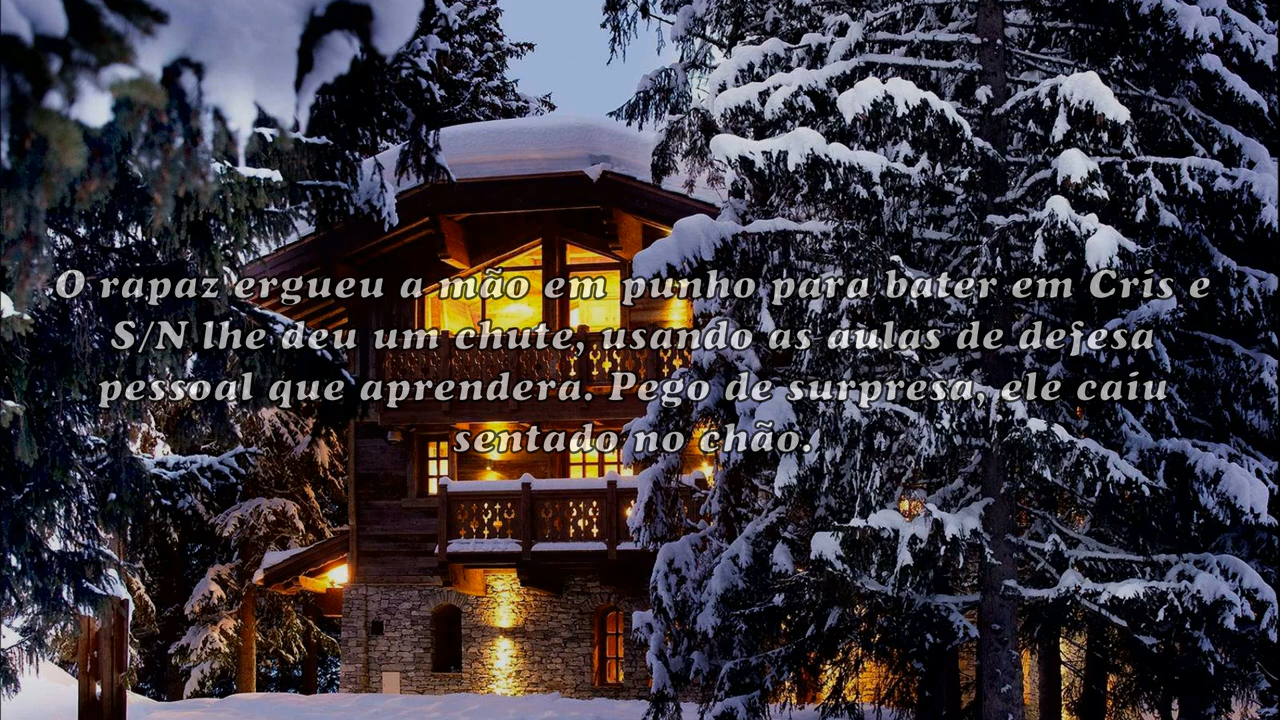 O rapaz ergueu a mão em punho para bater em Cris e
S/N lhe deu um chute, usando as aulas de defesa
pessoal que aprendera. Pego de surpresa, ele caiu
sentado no chão.